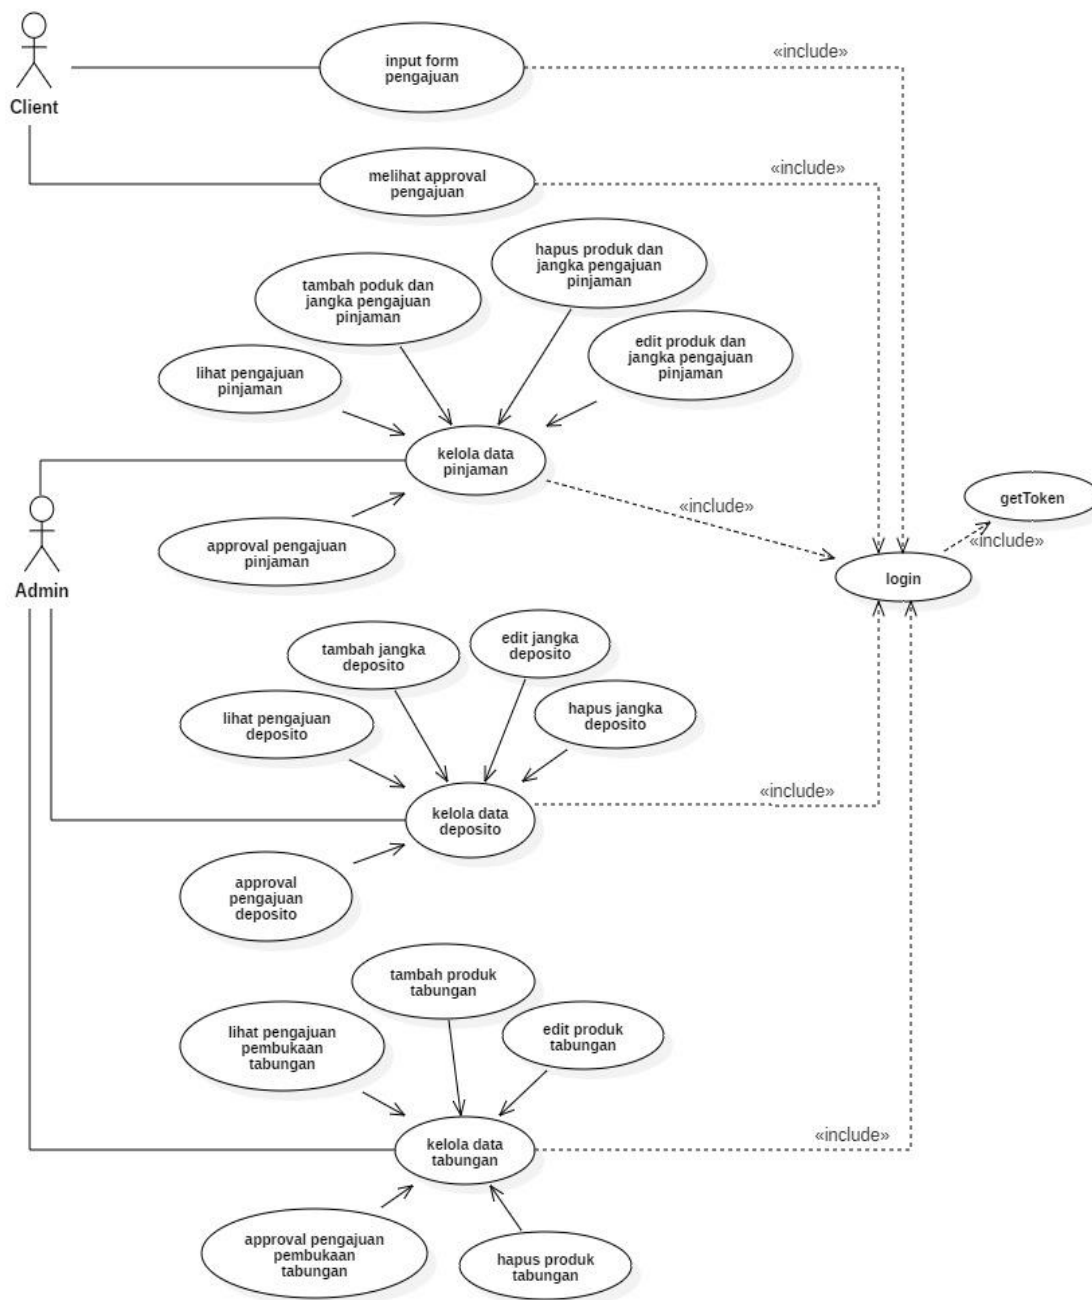 input form
pengajuan
«include»
Client
melihat approval
pengajuan
«include»
hapus produk dan
jangka pengajuan
pinjaman
tambah poduk dan
jangka pengajuan
pinjaman
edit produk dan
jangka pengajuan
pinjaman
lihat pengajuan
pinjaman
kelola data
pinjaman
«include»
getToken
«include»
approval pengajuan
pinjaman
login
Admin
tambah jangka
deposito
edit jangka
deposito
lihat pengajuan
deposito
hapus jangka
deposito
«include»
kelola data
deposito
approval
pengajuan
deposito
tambah produk
tabungan
lihat pengajuan
pembukaan
tabungan
edit produk
tabungan
«include»
kelola data
tabungan
approval pengajuan
pembukaan
tabungan
hapus produk
tabungan